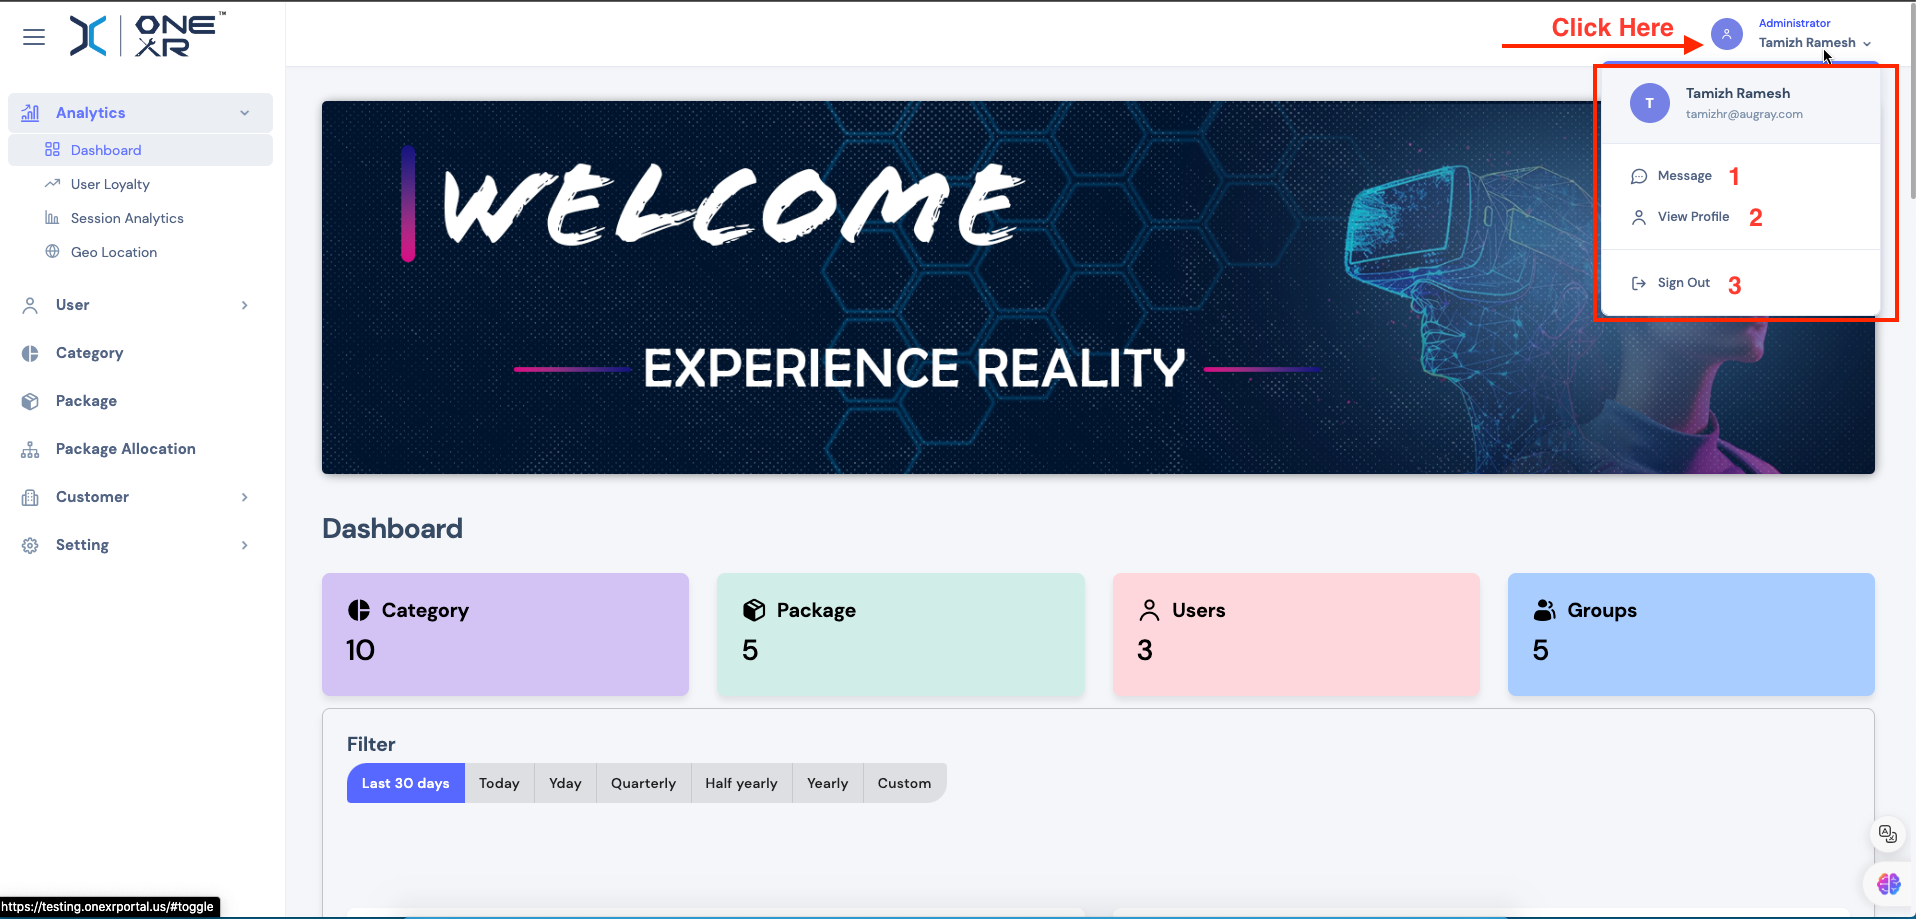 ONE XR™
Click Here
Administrator
Tamizh Ramesh
T
Tamizh Ramesh
tamizhr@augray.com
Message 1
View Profile 2
Sign Out 3
Analytics
Dashboard
User Loyalty
Session Analytics
Geo Location
User
Category
Package
Package Allocation
Customer
Setting
WELCOME
EXPERIENCE REALITY
Dashboard
Category
10
Package
5
Users
3
Groups
5
Filter
Last 30 days Today Yday Quarterly Half yearly Yearly Custom
https://testing.onexrportal.us/#toggle